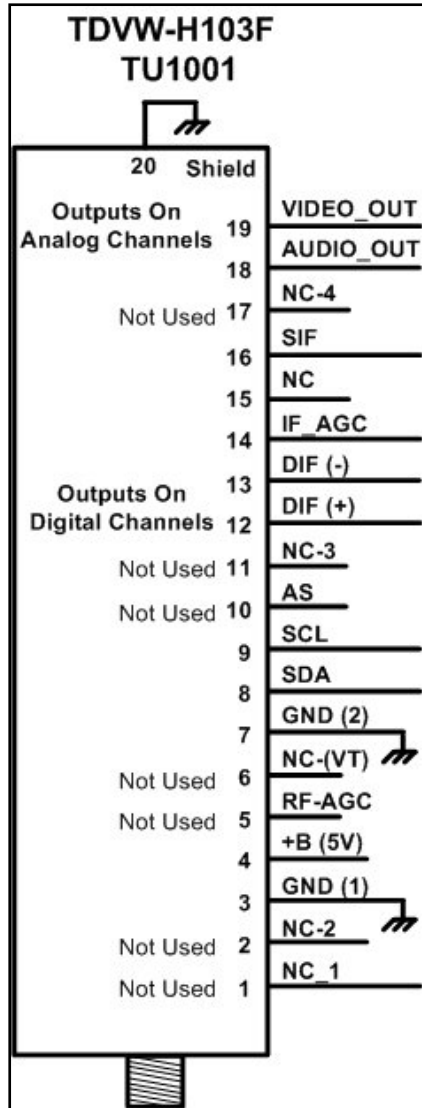 TDVW-H103F
TU1001
20 Shield
Outputs On
Analog Channels
19 VIDEO_OUT
18 AUDIO_OUT
Not Used 17 NC-4
16 SIF
15 NC
14 IF_AGC
13 DIF (-)
Outputs On
Digital Channels
12 DIF (+)
Not Used 11 NC-3
Not Used 10 AS
9 SCL
8 SDA
7 GND (2)
Not Used 6 NC-(VT)
Not Used 5 RF-AGC
4 +B (5V)
3 GND (1)
Not Used 2 NC-2
Not Used 1 NC_1